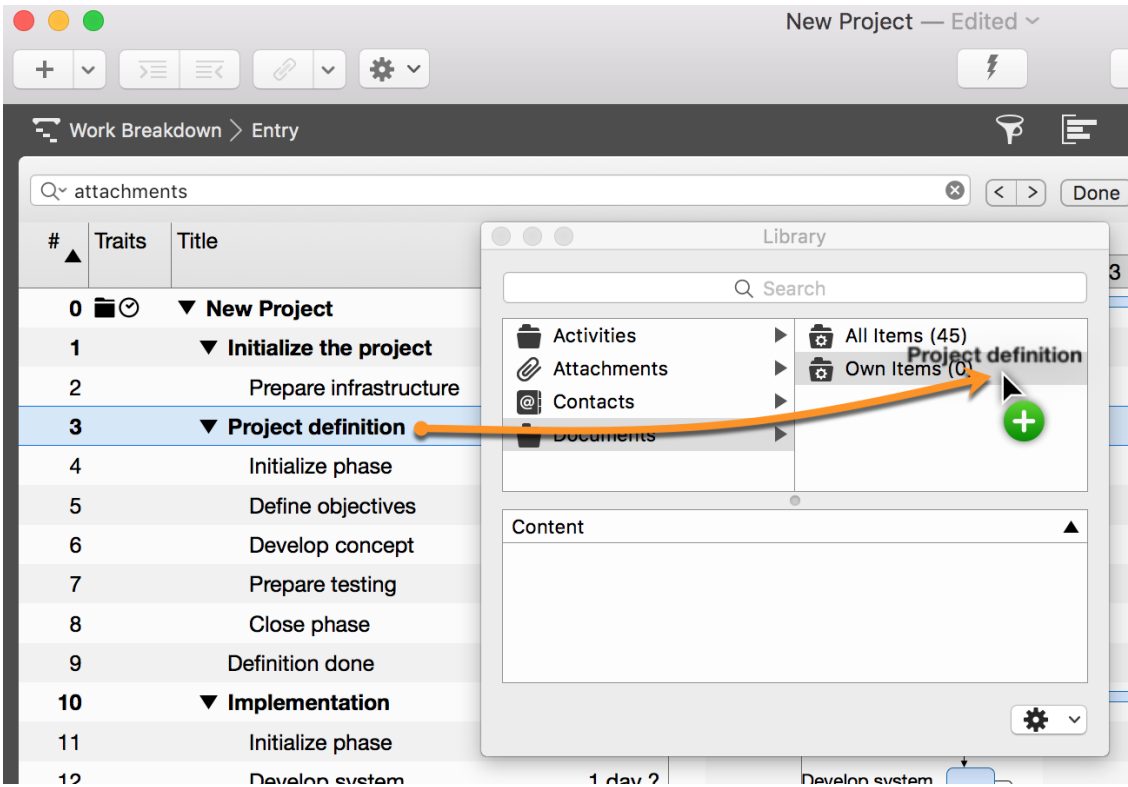 New Project — Edited
Work Breakdown > Entry
attachments
< > Done
# Traits Title
Library
3
Search
0 New Project
1 Initialize the project
2 Prepare infrastructure
3 Project definition
4 Initialize phase
5 Define objectives
6 Develop concept
7 Prepare testing
8 Close phase
9 Definition done
10 Implementation
11 Initialize phase
12 Develop system 1 day ?
Activities
Attachments
Contacts
Documents
All Items (45)
Own Items (0)
Project definition
Content
Develop system